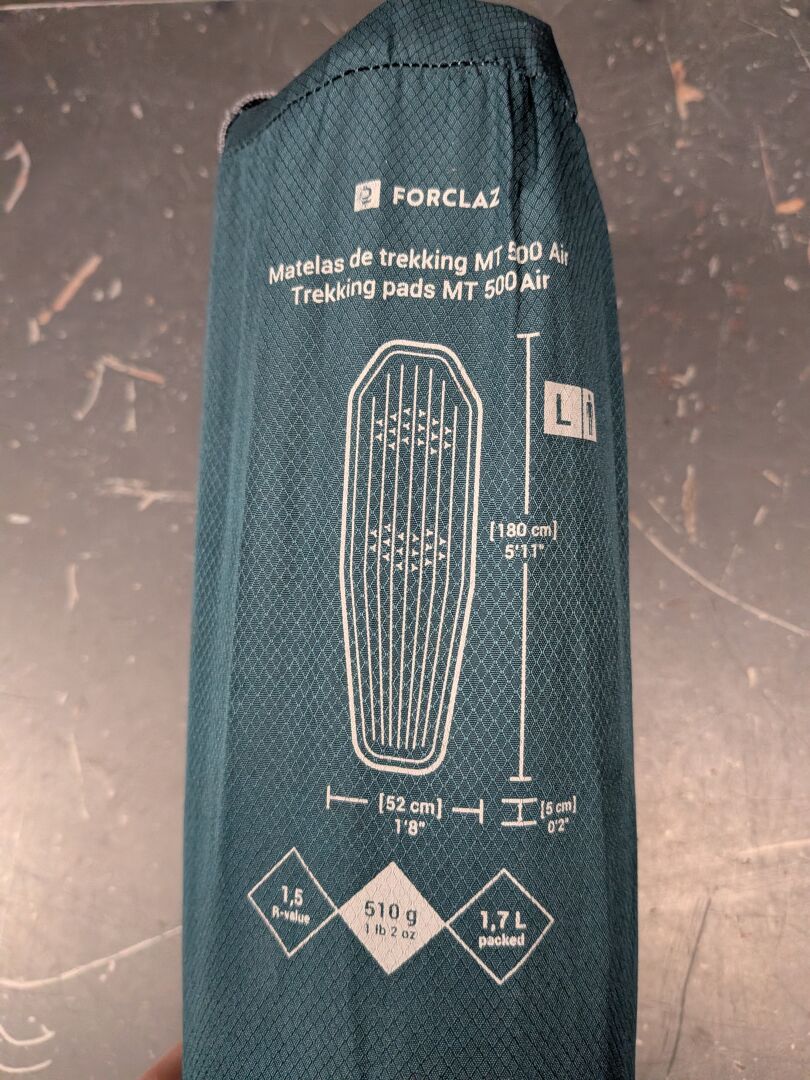 FORCLAZ
Matelas de trekking MT 500 Air
Trekking pads MT 500 Air
L
[180 cm]
5'11"
[52 cm]
1'8"
[5 cm]
0'2"
1,5
R-value
510 g
1 lb 2 oz
1,7 L
packed